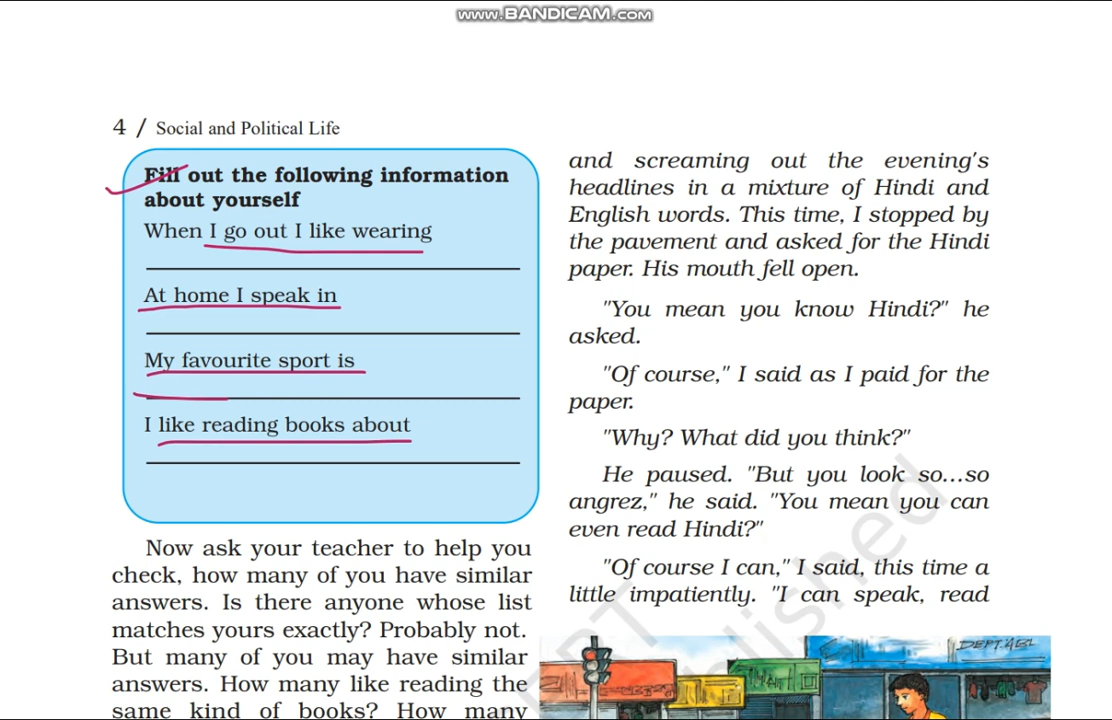 www.BANDICAM.com
4 / Social and Political Life
Fill out the following information
about yourself
When I go out I like wearing
At home I speak in
My favourite sport is
I like reading books about
Now ask your teacher to help you
check, how many of you have similar
answers. Is there anyone whose list
matches yours exactly? Probably not.
But many of you may have similar
answers. How many like reading the
same kind of books? How many
and screaming out the evening's
headlines in a mixture of Hindi and
English words. This time, I stopped by
the pavement and asked for the Hindi
paper. His mouth fell open.
"You mean you know Hindi?" he
asked.
"Of course," I said as I paid for the
paper.
"Why? What did you think?"
He paused. "But you look so...so
angrez," he said. "You mean you can
even read Hindi?"
"Of course I can," I said, this time a
little impatiently. "I can speak, read